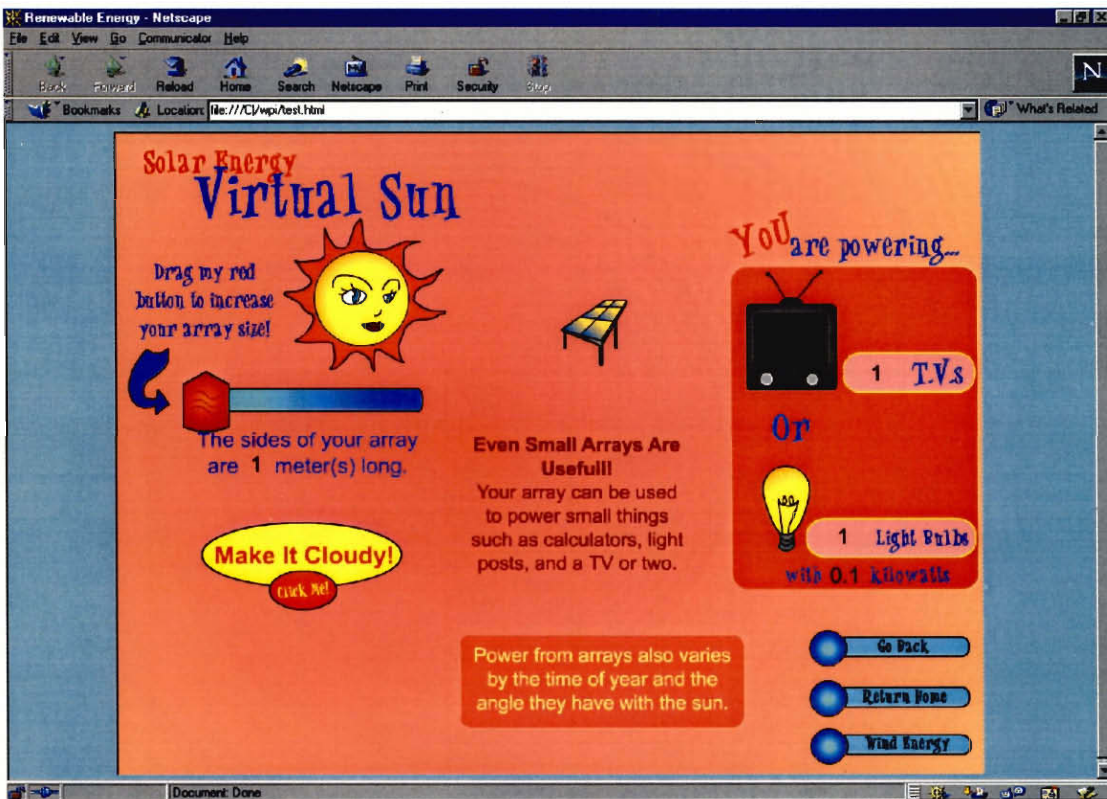 Renewable Energy - Netscape
File Edit View Go Communicator Help
Back Forward Reload Home Search Netscape Print Security Stop
Bookmarks Location: file:///C|/wpi/test.html What's Related
N
Solar Energy
Virtual Sun
Drag my red
button to increase
your array size!
The sides of your array
are 1 meter(s) long.
Make It Cloudy!
Click Me!
Even Small Arrays Are
Usefull!
Your array can be used
to power small things
such as calculators, light
posts, and a TV or two.
Power from arrays also varies
by the time of year and the
angle they have with the sun.
YoU are powering...
1 T.V.s
Or
1 Light Bulbs
with 0.1 kilowatts
Go Back
Return Home
Wind Energy
Document: Done